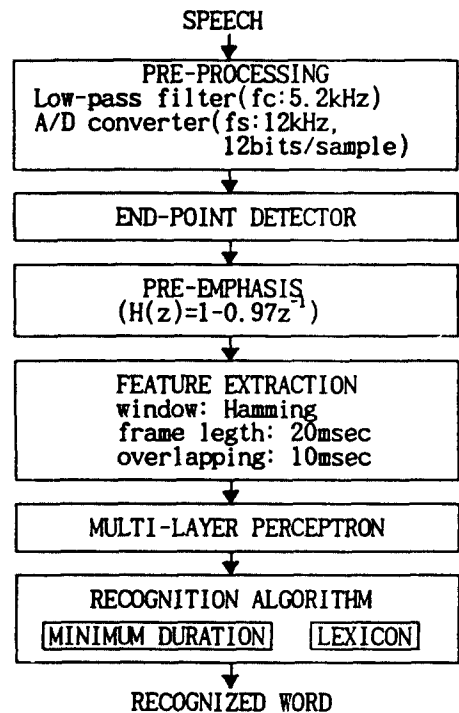 SPEECH
PRE-PROCESSING
Low-pass filter(fc:5.2kHz)
A/D converter(fs:12kHz,
12bits/sample)
END-POINT DETECTOR
PRE-EMPHASIS
(H(z)=1-0.97z⁻¹)
FEATURE EXTRACTION
window: Hamming
frame legth: 20msec
overlapping: 10msec
MULTI-LAYER PERCEPTRON
RECOGNITION ALGORITHM
MINIMUM DURATION LEXICON
RECOGNIZED WORD